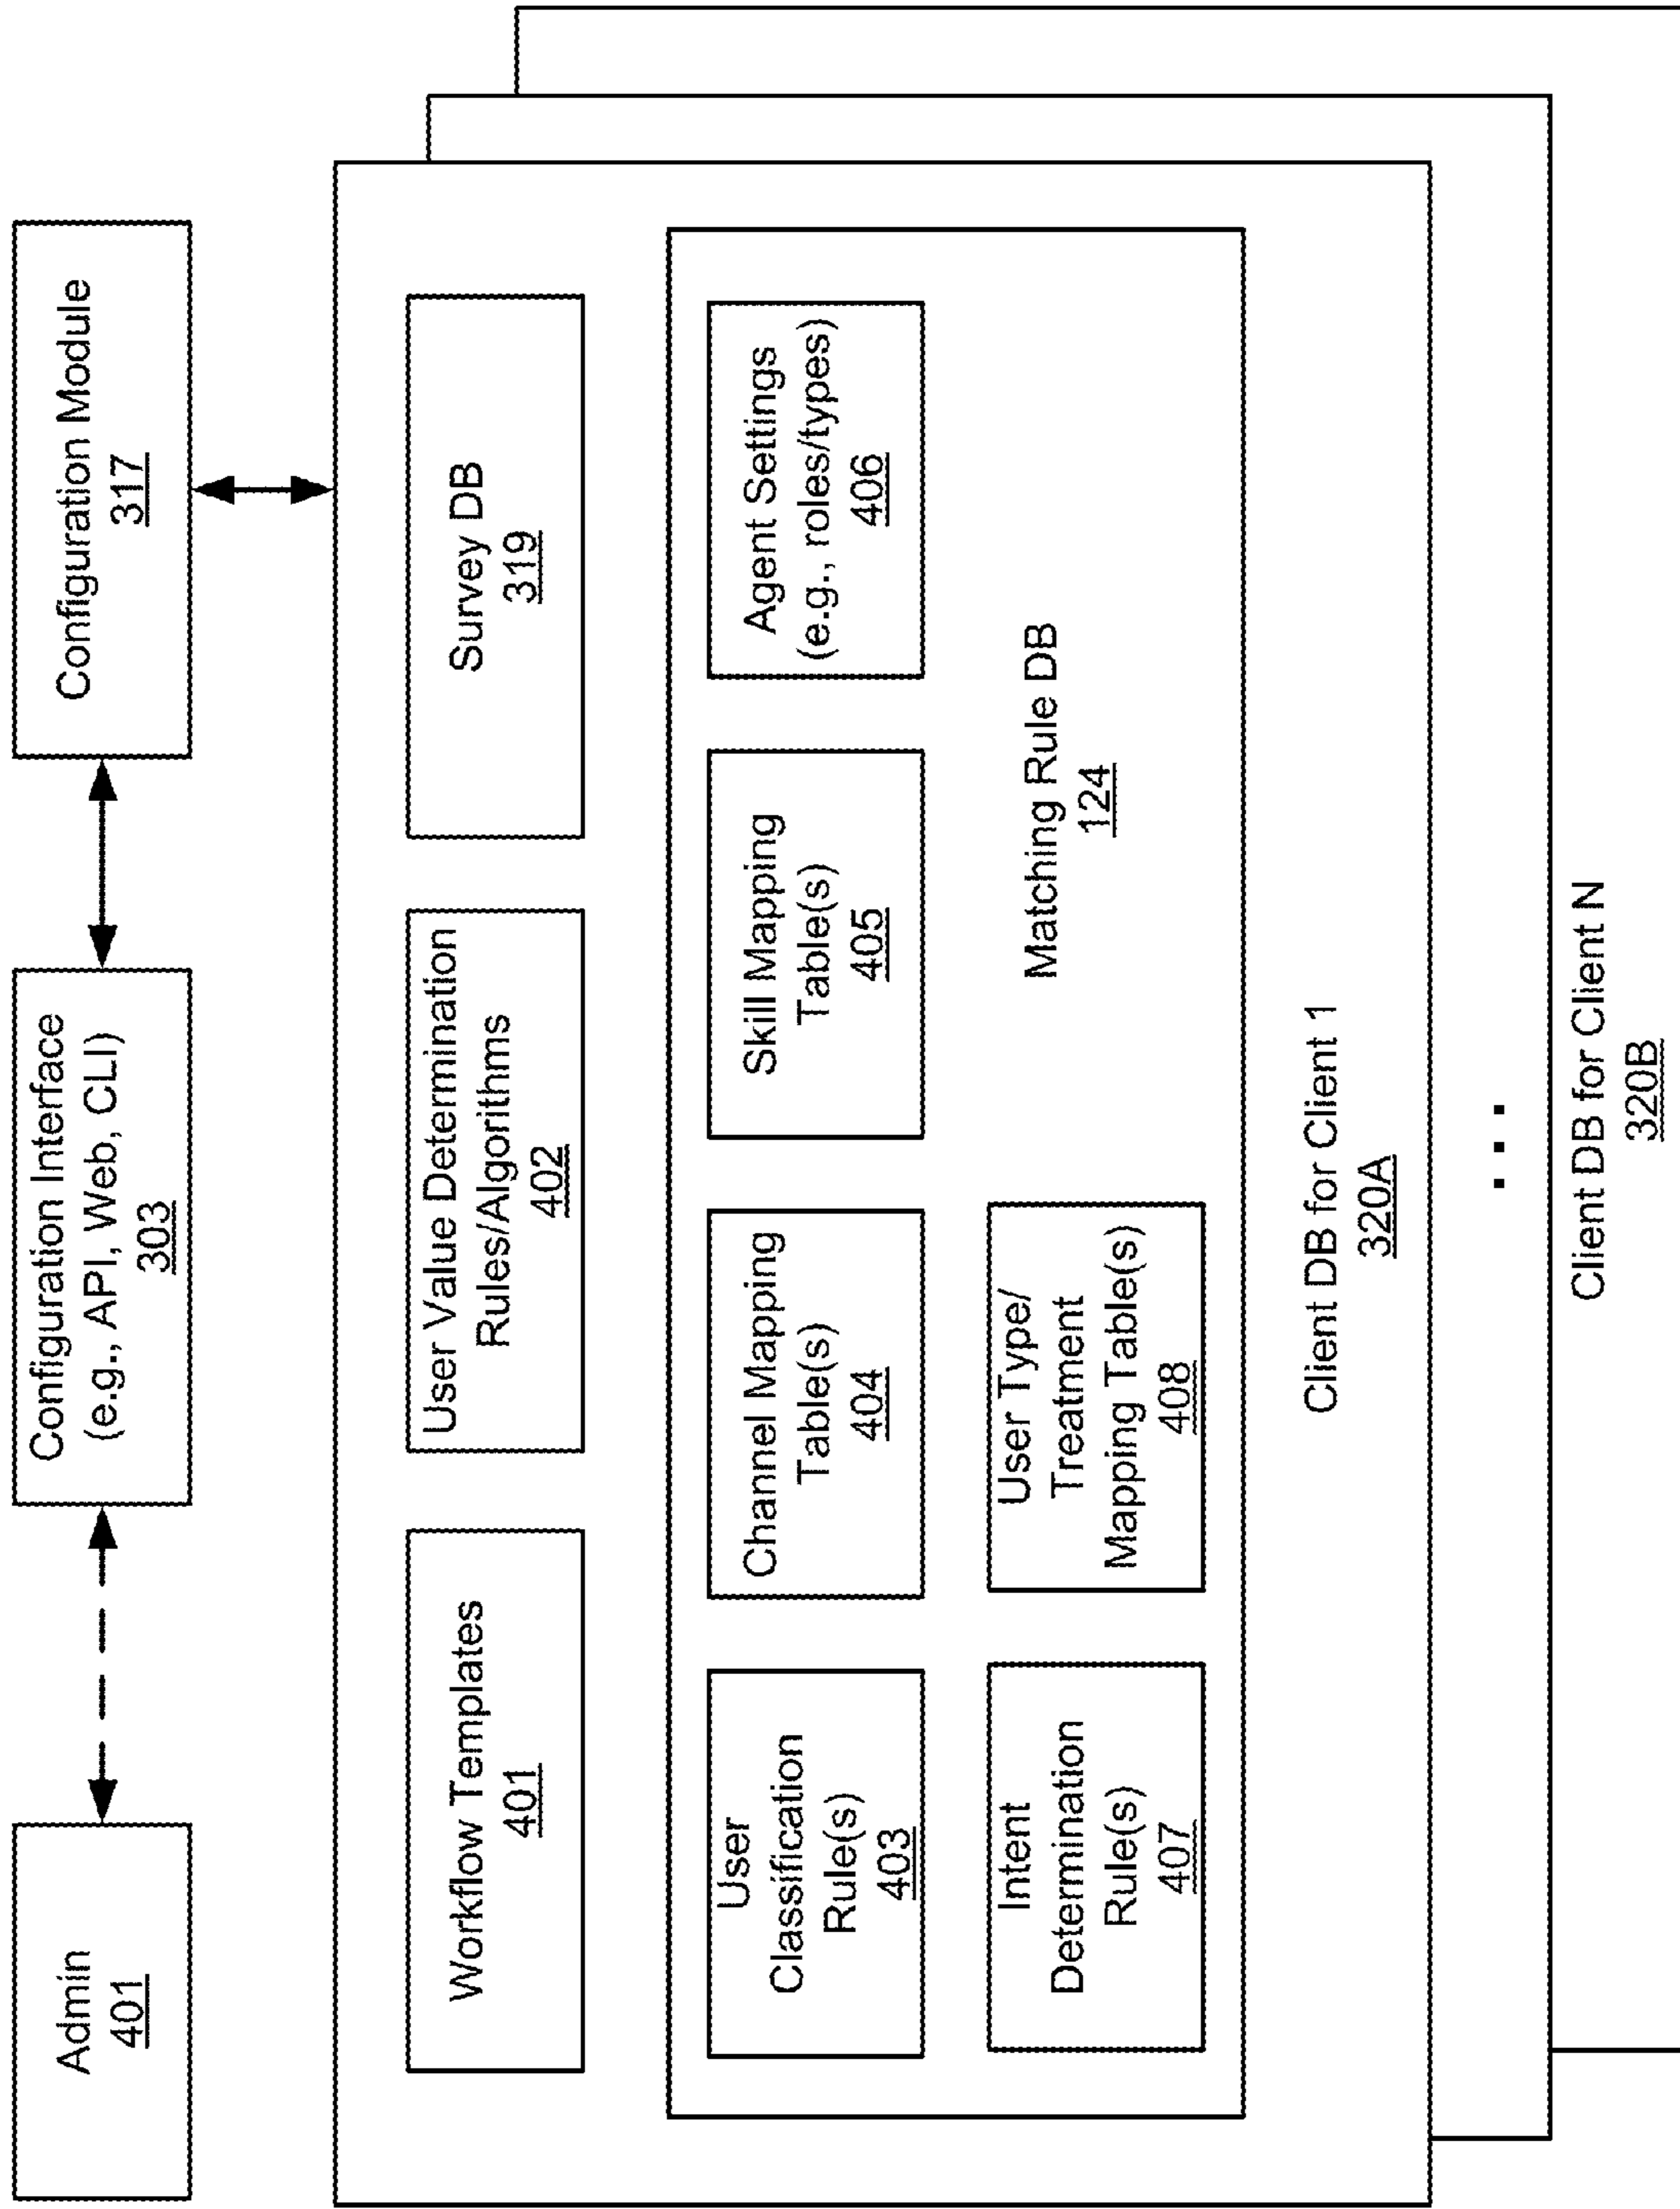 Admin
401
Configuration Interface
(e.g., API, Web, CLI)
303
Configuration Module
317
Workflow Templates
401
User Value Determination
Rules/Algorithms
402
Survey DB
319
User
Classification
Rule(s)
403
Channel Mapping
Table(s)
404
Skill Mapping
Table(s)
405
Agent Settings
(e.g., roles/types)
406
Intent
Determination
Rule(s)
407
User Type/
Treatment
Mapping Table(s)
408
Matching Rule DB
124
Client DB for Client 1
320A
...
Client DB for Client N
320B